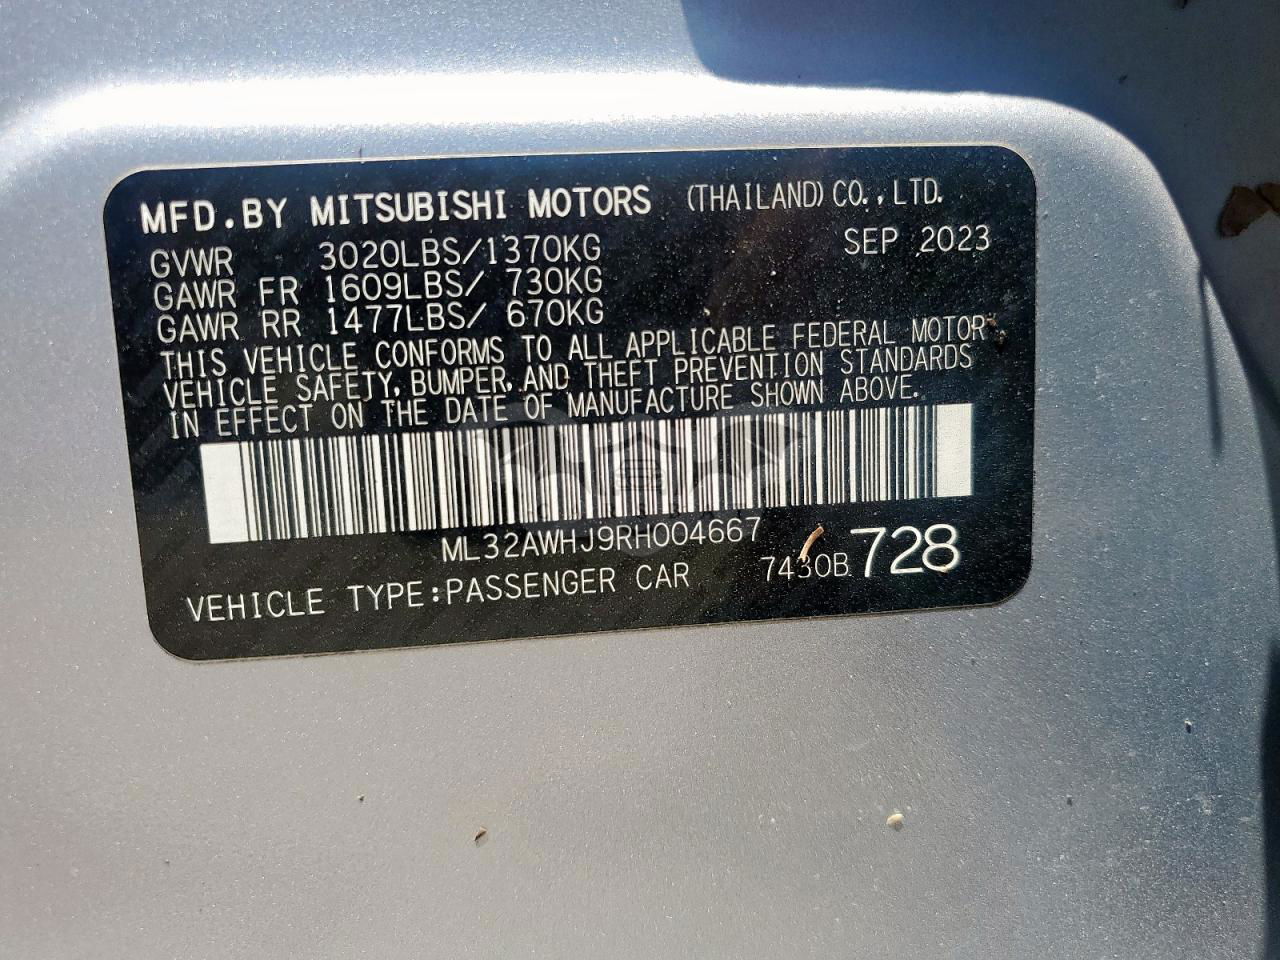 MFD.BY MITSUBISHI MOTORS (THAILAND) CO.,LTD.
GVWR 3020LBS/1370KG SEP 2023
GAWR FR 1609LBS/ 730KG
GAWR RR 1477LBS/ 670KG
THIS VEHICLE CONFORMS TO ALL APPLICABLE FEDERAL MOTOR
VEHICLE SAFETY, BUMPER, AND THEFT PREVENTION STANDARDS
IN EFFECT ON THE DATE OF MANUFACTURE SHOWN ABOVE.
ML32AWHJ9RH004667
VEHICLE TYPE:PASSENGER CAR 7430B 728